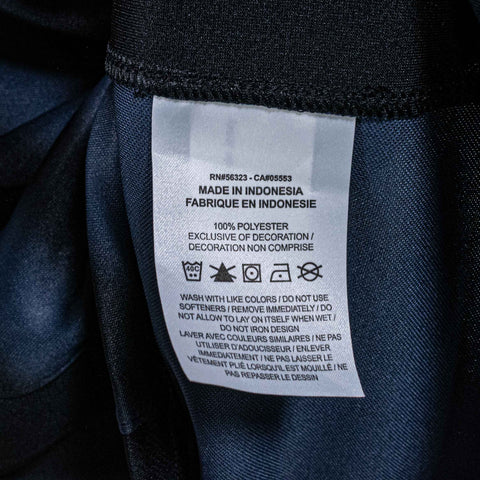 RN#56323 - CA#05553
MADE IN INDONESIA
FABRIQUE EN INDONESIE
100% POLYESTER
EXCLUSIVE OF DECORATION /
DECORATION NON COMPRISE
40C
WASH WITH LIKE COLORS / DO NOT USE
SOFTENERS / REMOVE IMMEDIATELY / DO
NOT ALLOW TO LAY ON ITSELF WHEN WET /
DO NOT IRON DESIGN
LAVER AVEC COULEURS SIMILAIRES / NE PAS
UTILISER D'ADOUCISSEUR / ENLEVER
IMMEDIATEMENT / NE PAS LAISSER LE
VÊTEMENT PLIÉ LORSQU'IL EST MOUILLÉ / NE
PAS REPASSER LE DESSIN